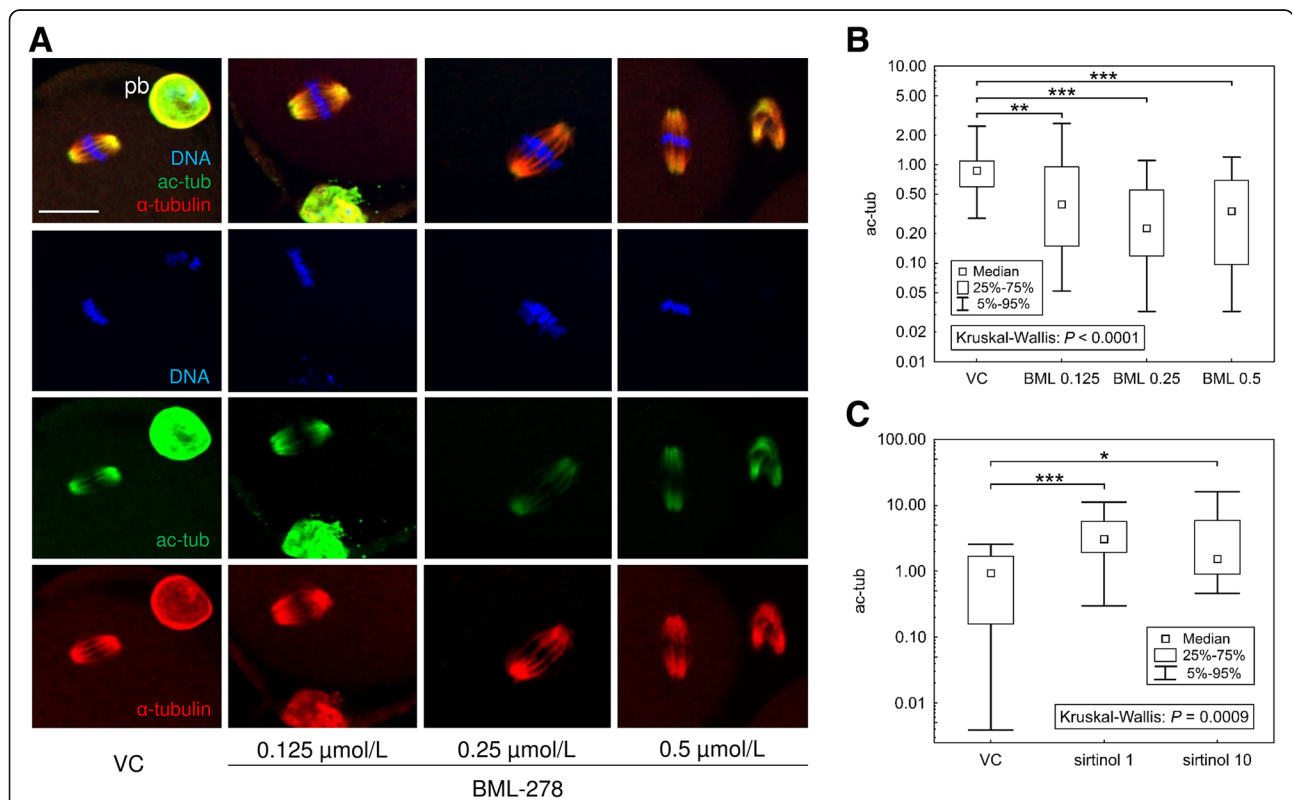 A
pb
DNA
ac-tub
α-tubulin
DNA
ac-tub
α-tubulin
VC
0.125 µmol/L
0.25 µmol/L
0.5 µmol/L
BML-278
B
ac-tub
10.00
5.00
2.00
1.00
0.50
0.20
0.10
0.05
0.02
0.01
***
***
**
Median
25%-75%
5%-95%
Kruskal-Wallis: P < 0.0001
VC
BML 0.125
BML 0.25
BML 0.5
C
ac-tub
100.00
10.00
1.00
0.10
0.01
*
***
Median
25%-75%
5%-95%
Kruskal-Wallis: P = 0.0009
VC
sirtinol 1
sirtinol 10